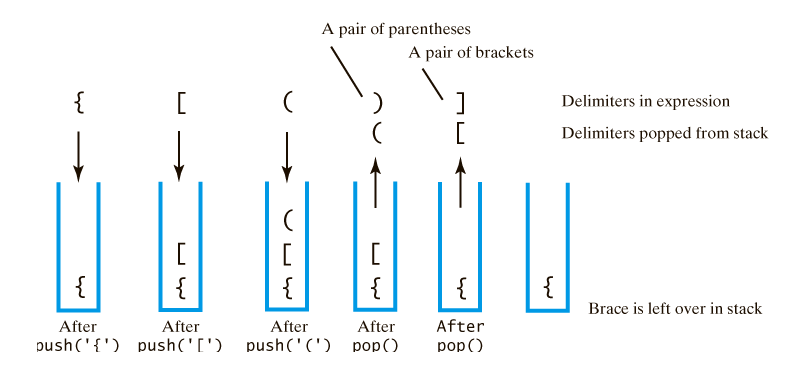 A pair of parentheses
A pair of brackets
{ [ ( ) ] Delimiters in expression
( [ Delimiters popped from stack
(
[ [ [
{ { { { { {
Brace is left over in stack
After After After After After
push('{') push('[') push('(') pop() pop()